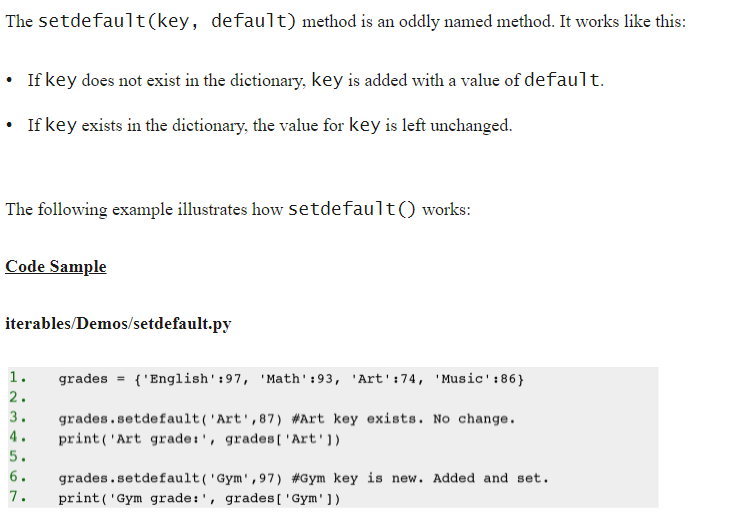 The setdefault(key, default) method is an oddly named method. It works like this:
• If key does not exist in the dictionary, key is added with a value of default.
• If key exists in the dictionary, the value for key is left unchanged.
The following example illustrates how setdefault() works:
Code Sample
iterables/Demos/setdefault.py
1. grades = {'English':97, 'Math':93, 'Art':74, 'Music':86}
2.
3. grades.setdefault('Art',87) #Art key exists. No change.
4. print('Art grade:', grades['Art'])
5.
6. grades.setdefault('Gym',97) #Gym key is new. Added and set.
7. print('Gym grade:', grades['Gym'])